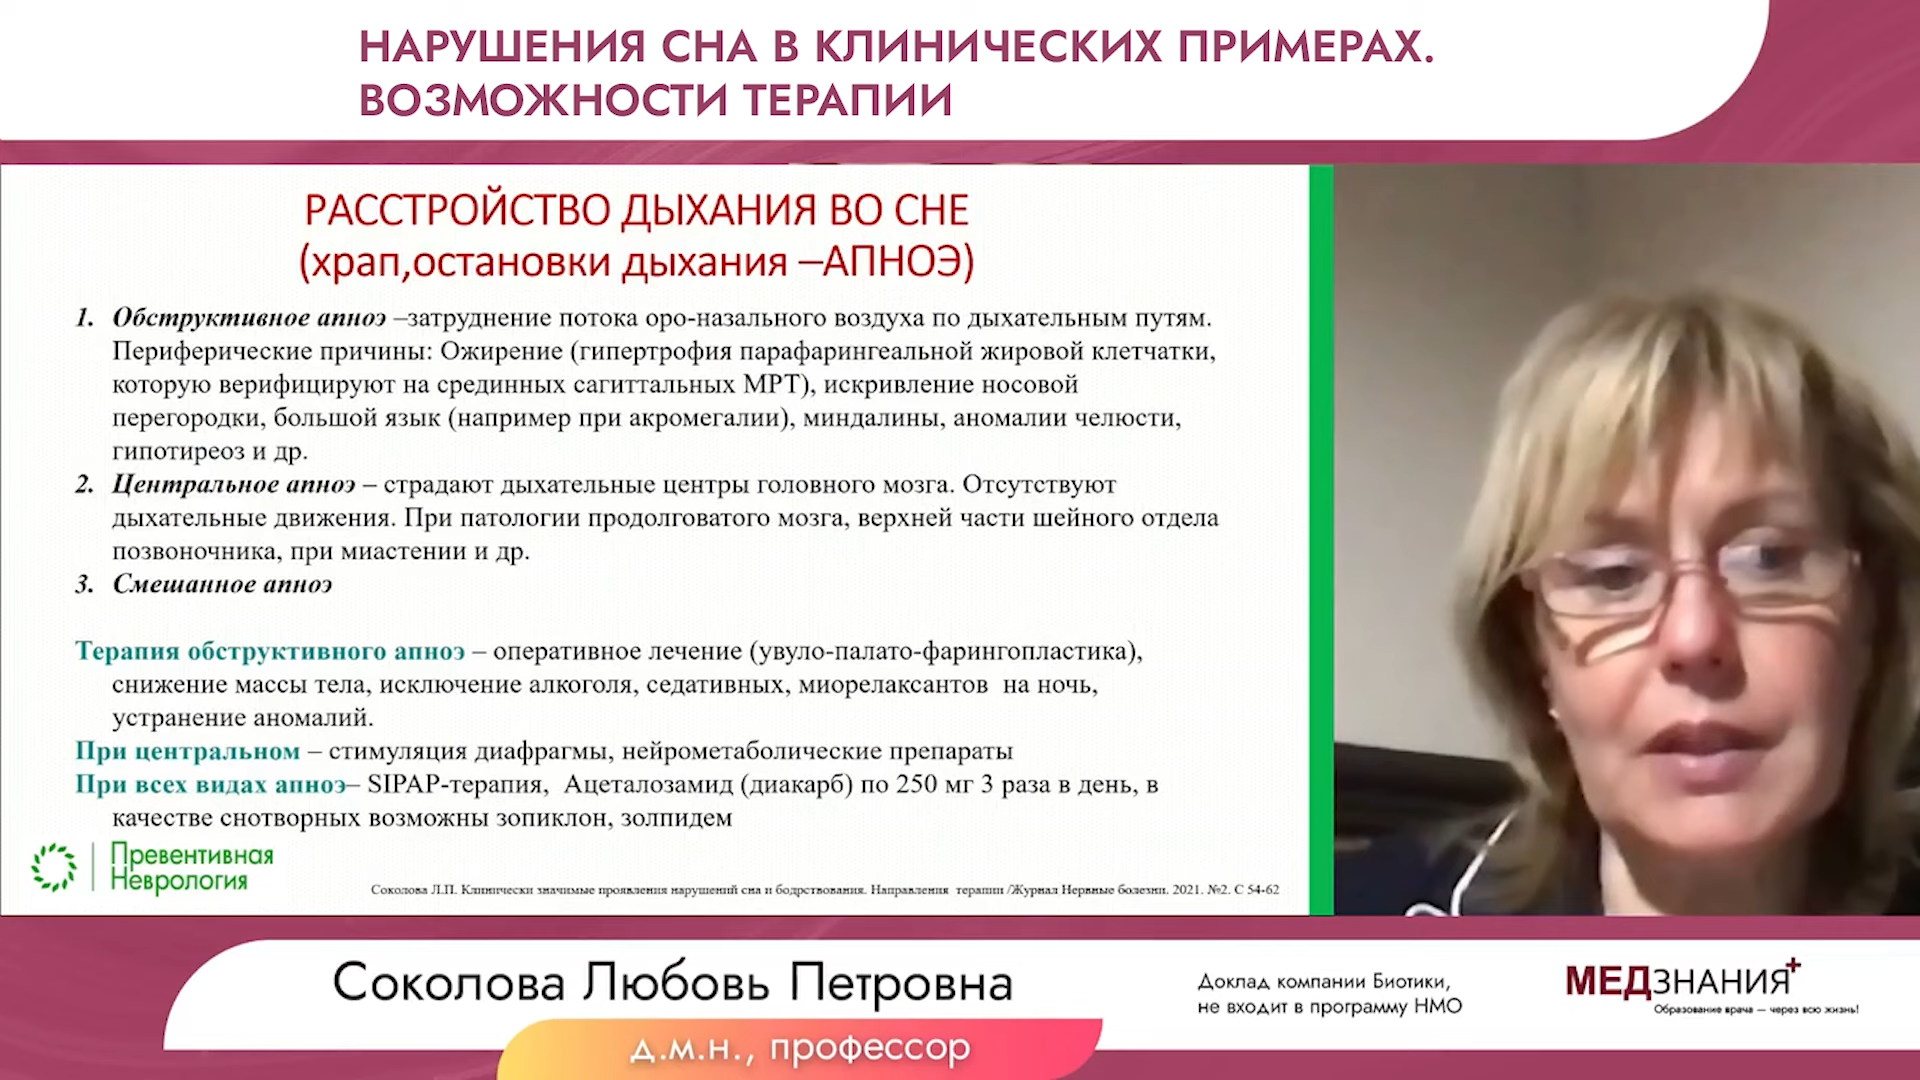 НАРУШЕНИЯ СНА В КЛИНИЧЕСКИХ ПРИМЕРАХ.
ВОЗМОЖНОСТИ ТЕРАПИИ
РАССТРОЙСТВО ДЫХАНИЯ ВО СНЕ
(храп,остановки дыхания –АПНОЭ)
1. Обструктивное апноэ –затруднение потока оро-назального воздуха по дыхательным путям.
Периферические причины: Ожирение (гипертрофия парафарингеальной жировой клетчатки,
которую верифицируют на срединных сагиттальных МРТ), искривление носовой
перегородки, большой язык (например при акромегалии), миндалины, аномалии челюсти,
гипотиреоз и др.
2. Центральное апноэ – страдают дыхательные центры головного мозга. Отсутствуют
дыхательные движения. При патологии продолговатого мозга, верхней части шейного отдела
позвоночника, при миастении и др.
3. Смешанное апноэ
Терапия обструктивного апноэ – оперативное лечение (увуло-палато-фарингопластика),
снижение массы тела, исключение алкоголя, седативных, миорелаксантов на ночь,
устранение аномалий.
При центральном – стимуляция диафрагмы, нейрометаболические препараты
При всех видах апноэ– SIPAP-терапия, Ацеталозамид (диакарб) по 250 мг 3 раза в день, в
качестве снотворных возможны зопиклон, золпидем
Превентивная
Неврология
Соколова Л.П. Клинически значимые проявления нарушений сна и бодрствования. Направления терапии /Журнал Нервные болезни. 2021. №2. С 54-62
Соколова Любовь Петровна
д.м.н., профессор
Доклад компании Биотики,
не входит в программу НМО
МЕДЗНАНИЯ+
Образование врача — через всю жизнь!